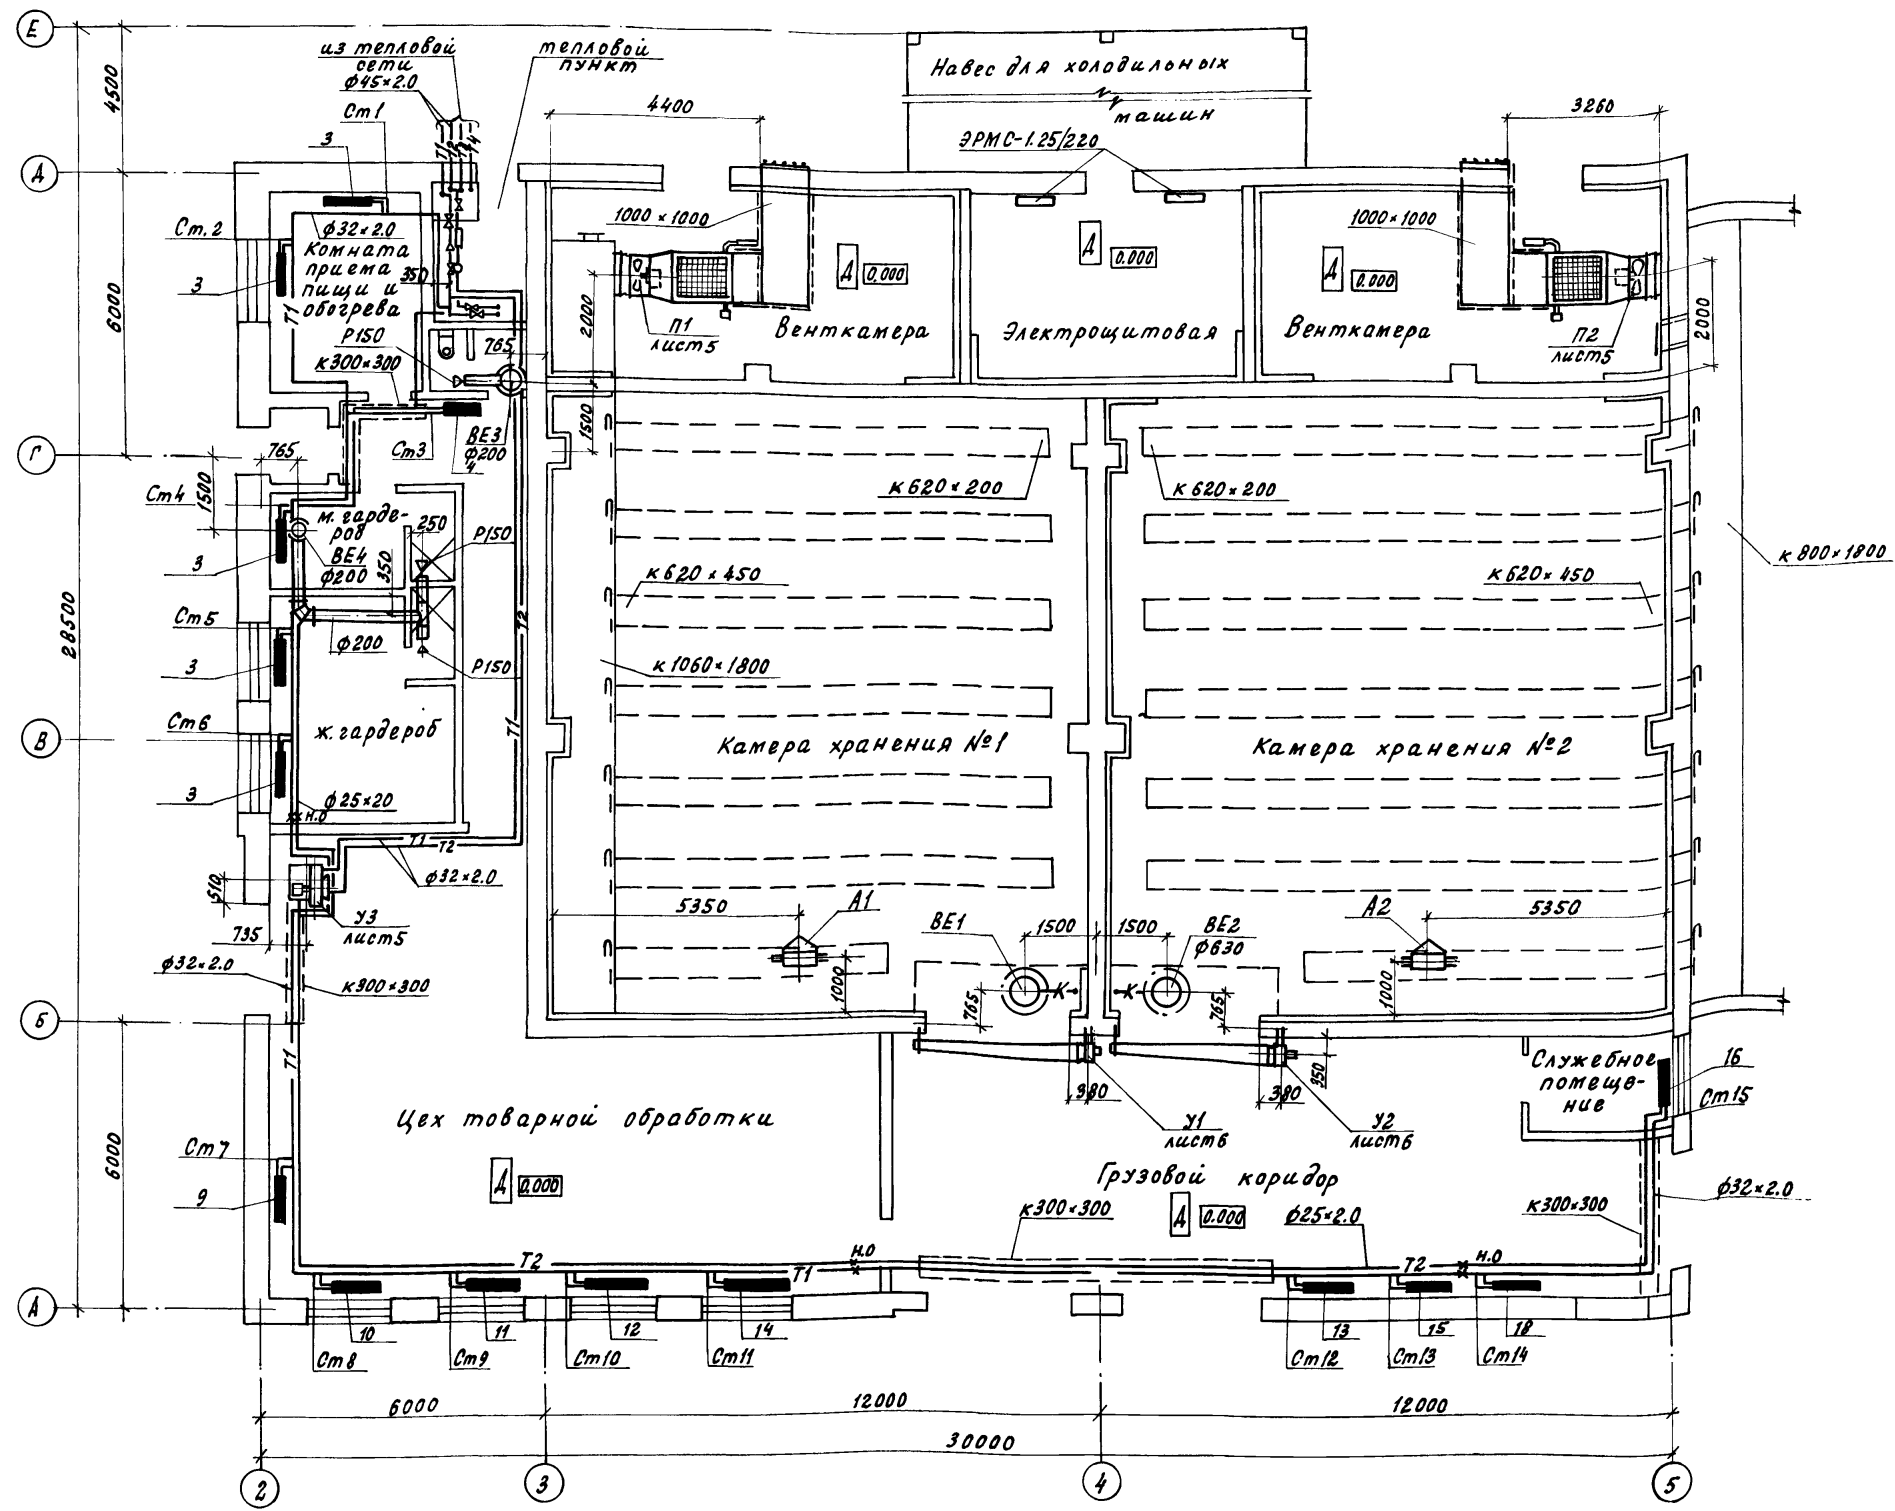 Е
из тепловой
сети
ф45×2.0
тепловой
пункт
Навес для холодильных
машин
4500
Ст1
3
4400
3260
ЭРМС-1.25/220
Д
Т1
Ст.2
ф32×2.0
Комната
приема
пищи и
обогрева
350
3
Т1
6000
1000×1000
1000×1000
Д 0.000
Д 0.000
Д 0.000
2000
П1
лист5
Венткамера
Электрощитовая
Венткамера
П2
лист5
2000
Р150
к300×300
765
1500
ВЕ3
ф200
4
Ст3
Г
765
1500
Ст4
м. гарде-
роб
250
Р150
ВЕ4
ф200
350
3
к620×200
к620×200
к620×450
к620×450
к800×1800
28500
Ст5
ф200
3
Р150
Т2
к1060×1800
Ст6
ж.гардероб
Т1
В
Камера хранения №1
Камера хранения №2
3
ф25×20
н.о
Т1
Т2
ф32×2.0
510
У3
лист5
735
5350
А1
ВЕ1
1500
1500
ВЕ2
ф630
А2
5350
ф32×2.0
к300×300
1000
765
765
1000
Б
Т1
380
380
350
Служебное
помеще-
ние
16
Ст15
Цех товарной обработки
У1
лист6
У2
лист6
6000
Ст7
9
Д 0.000
Грузовой коридор
к300×300
Д 0.000
ф25×2.0
к300×300
ф32×2.0
Т2
Т1
н.о
Т2
н.о
А
10
11
12
14
13
15
18
Ст8
Ст9
Ст10
Ст11
Ст12
Ст13
Ст14
6000
12000
12000
30000
2
3
4
5